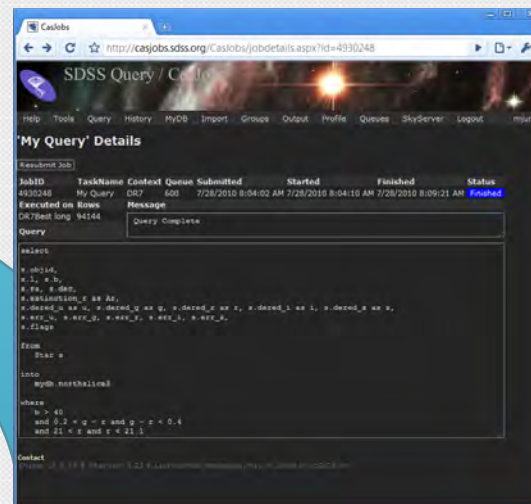 CasJobs
http://casjobs.sdss.org/CasJobs/jobdetails.aspx?id=4930248
SDSS Query /
Help Tools Query History MyDB Import Groups Output Profile Queues SkyServer Logout
'My Query' Details
Resubmit Job
JobID TaskName Context Queue Submitted Started Finished Status
4930248 My Query DR7 600 7/28/2010 8:04:02 AM 7/28/2010 8:04:10 AM 7/28/2010 8:09:21 AM Finished
Executed on Rows Message
DR7Best long 94144 Query Complete
Query
select
s.objid,
s.l, s.b,
s.ra, s.dec,
s.extinction_r as Ar,
s.dered_u as u, s.dered_g as g, s.dered_r as r, s.dered_i as i, s.dered_z as z,
s.err_u, s.err_g, s.err_r, s.err_i, s.err_z,
s.flags
from
Star s
into
where
b > 40
and 0.2 < g - r and g - r < 0.4
and 21 < r and r < 21.1
Contact